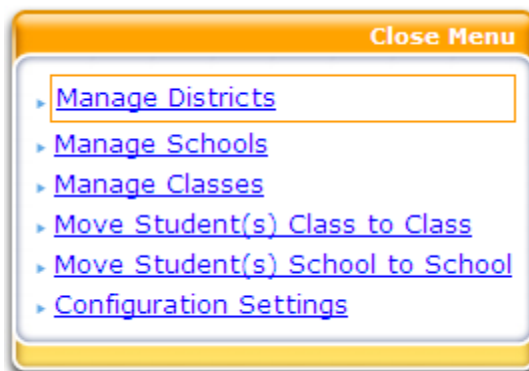 Close Menu
Manage Districts
Manage Schools
Manage Classes
Move Student(s) Class to Class
Move Student(s) School to School
Configuration Settings